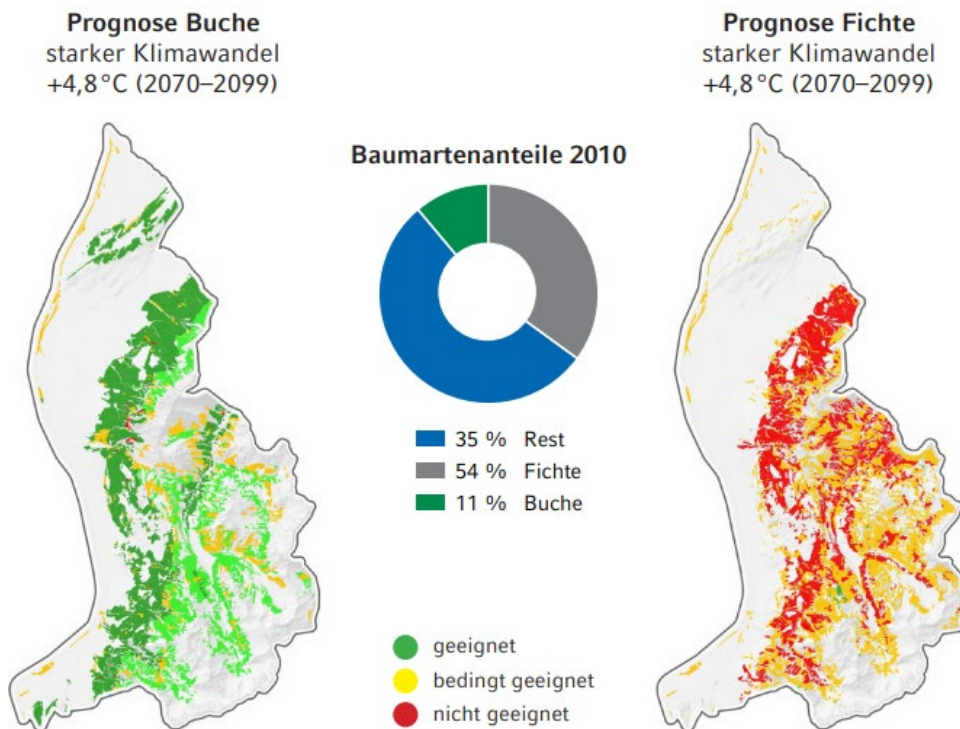 Prognose Buche
starker Klimawandel
+4,8°C (2070–2099)
Prognose Fichte
starker Klimawandel
+4,8°C (2070–2099)
Baumartenanteile 2010
35 % Rest
54 % Fichte
11 % Buche
geeignet
bedingt geeignet
nicht geeignet